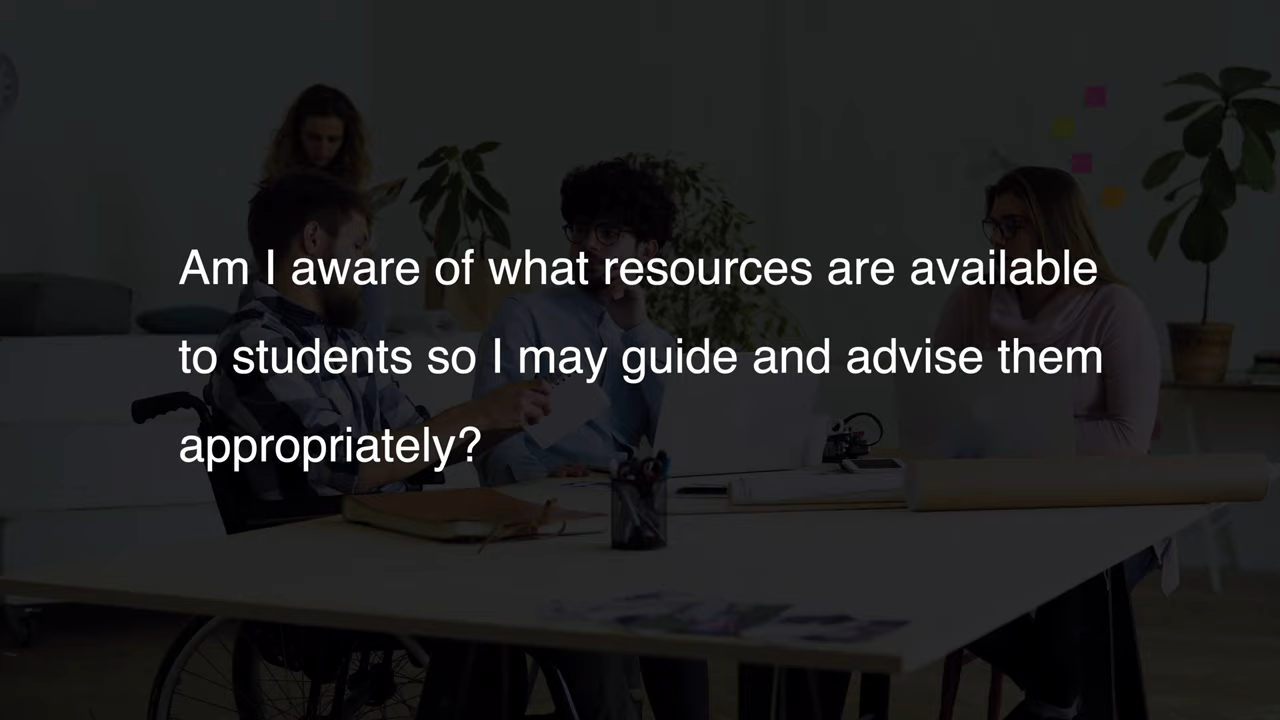 Am I aware of what resources are available
to students so I may guide and advise them
appropriately?